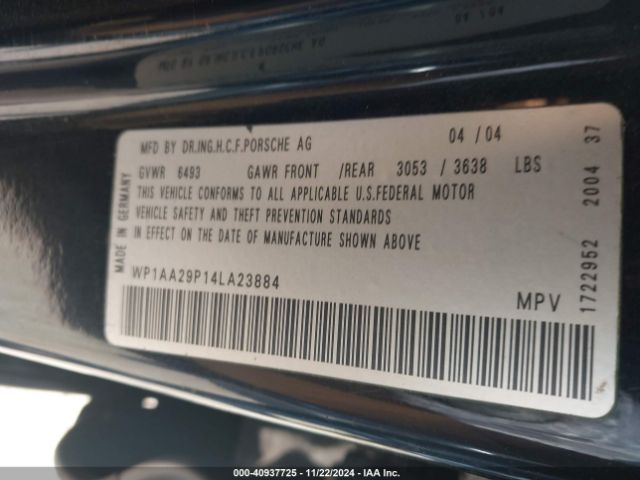 MFD BY DR.ING.H.C.F.PORSCHE AG 04/04
GVWR 6493 GAWR FRONT /REAR 3053 / 3638 LBS
THIS VEHICLE CONFORMS TO ALL APPLICABLE U.S.FEDERAL MOTOR
VEHICLE SAFETY AND THEFT PREVENTION STANDARDS
IN EFFECT ON THE DATE OF MANUFACTURE SHOWN ABOVE
WP1AA29P14LA23884
MPV
MADE IN GERMANY
1722952 2004 37
000-40937725 - 11/22/2024 - IAA Inc.